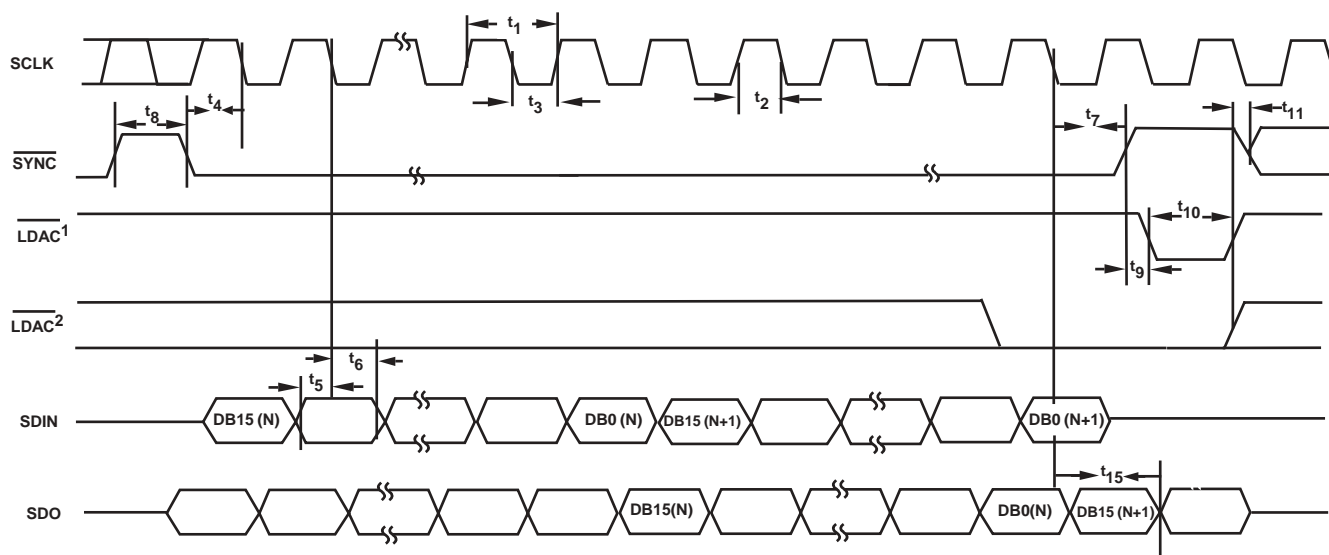 t1
SCLK
t4
t3
t2
t8
t7
t11
SYNC
t10
LDAC1
t9
LDAC2
t6
t5
SDIN
DB15 (N)
DB0 (N)
DB15 (N+1)
DB0 (N+1)
t15
SDO
DB15(N)
DB0(N)
DB15 (N+1)